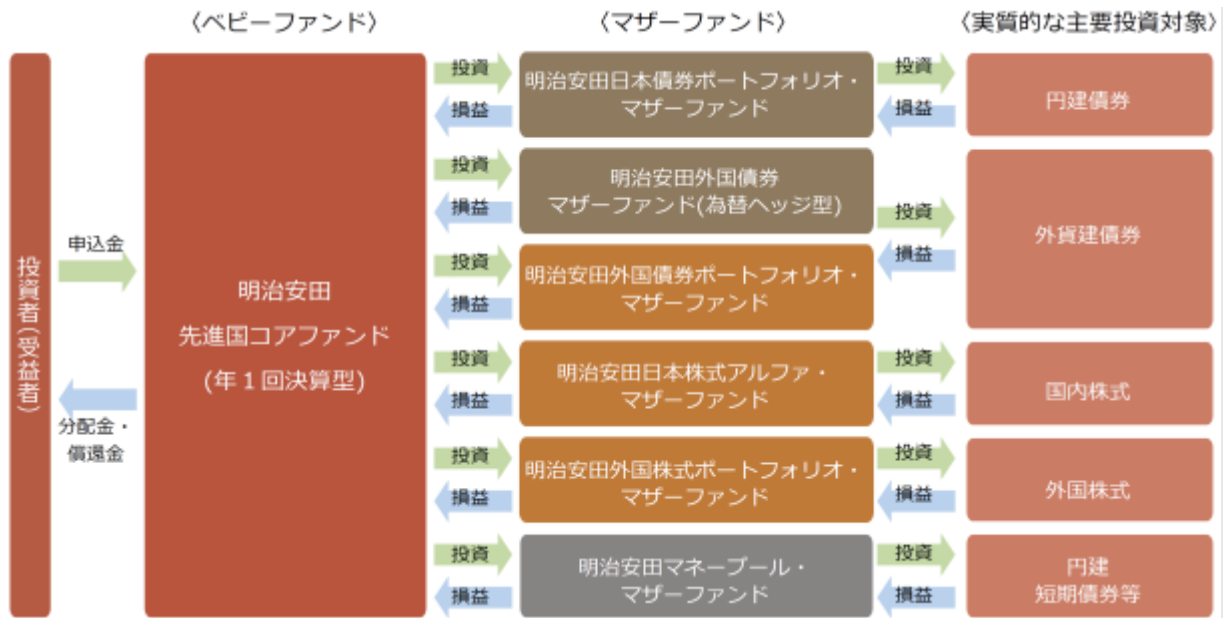 〈ベビーファンド〉
〈マザーファンド〉
〈実質的な主要投資対象〉
投資者(受益者)
申込金
分配金・
償還金
明治安田
先進国コアファンド
(年１回決算型)
投資
損益
明治安田日本債券ポートフォリオ・
マザーファンド
投資
損益
円建債券
投資
損益
明治安田外国債券
マザーファンド(為替ヘッジ型)
投資
損益
外貨建債券
投資
損益
明治安田外国債券ポートフォリオ・
マザーファンド
投資
損益
明治安田日本株式アルファ・
マザーファンド
投資
損益
国内株式
投資
損益
明治安田外国株式ポートフォリオ・
マザーファンド
投資
損益
外国株式
投資
損益
明治安田マネープール・
マザーファンド
投資
損益
円建
短期債券等